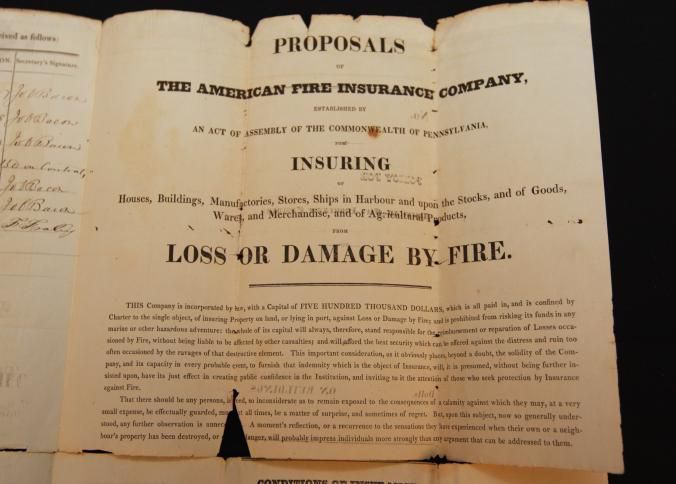 eived as follows:
Secretary's Signature.
PROPOSALS
OF
THE AMERICAN FIRE INSURANCE COMPANY,
ESTABLISHED BY
AN ACT OF ASSEMBLY OF THE COMMONWEALTH OF PENNSYLVANIA,
FOR
INSURING
OF
Houses, Buildings, Manufactories, Stores, Ships in Harbour and upon the Stocks, and of Goods,
Wares, and Merchandise, and of Agricultural Products,
FROM
LOSS OR DAMAGE BY FIRE.
THIS Company is incorporated by law, with a Capital of FIVE HUNDRED THOUSAND DOLLARS, which is all paid in, and is confined by
Charter to the single object, of insuring Property on land, or lying in port, against Loss or Damage by Fire; and is prohibited from risking its funds in any
marine or other hazardous adventure: the whole of its capital will always, therefore, stand responsible for the reimbursement or reparation of Losses occa-
sioned by Fire, without being liable to be affected by other casualties; and will afford the best security which can be offered against the distress and ruin too
often occasioned by the ravages of that destructive element. This important consideration, as it obviously places, beyond a doubt, the solidity of the Com-
pany, and its capacity in every probable event, to furnish that indemnity which is the object of Insurance, will, it is presumed, without being further in-
sisted upon, have its just effect in creating public confidence in the Institution, and inviting to it the attention of those who seek protection by Insurance
against Fire.
That there should be any persons, so inconsiderate as to remain exposed to the consequences of a calamity against which they may, at a very
small expense, be effectually guarded, must at all times, be a matter of surprise, and sometimes of regret. But, upon this subject, now so generally under-
stood, any further observation is A moment's reflection, or a recurrence to the sensations they have experienced when their own or a neigh-
bour's property has been destroyed, or danger, will probably impress individuals more strongly than any argument that can be addressed to them.
CONDITIONS OF